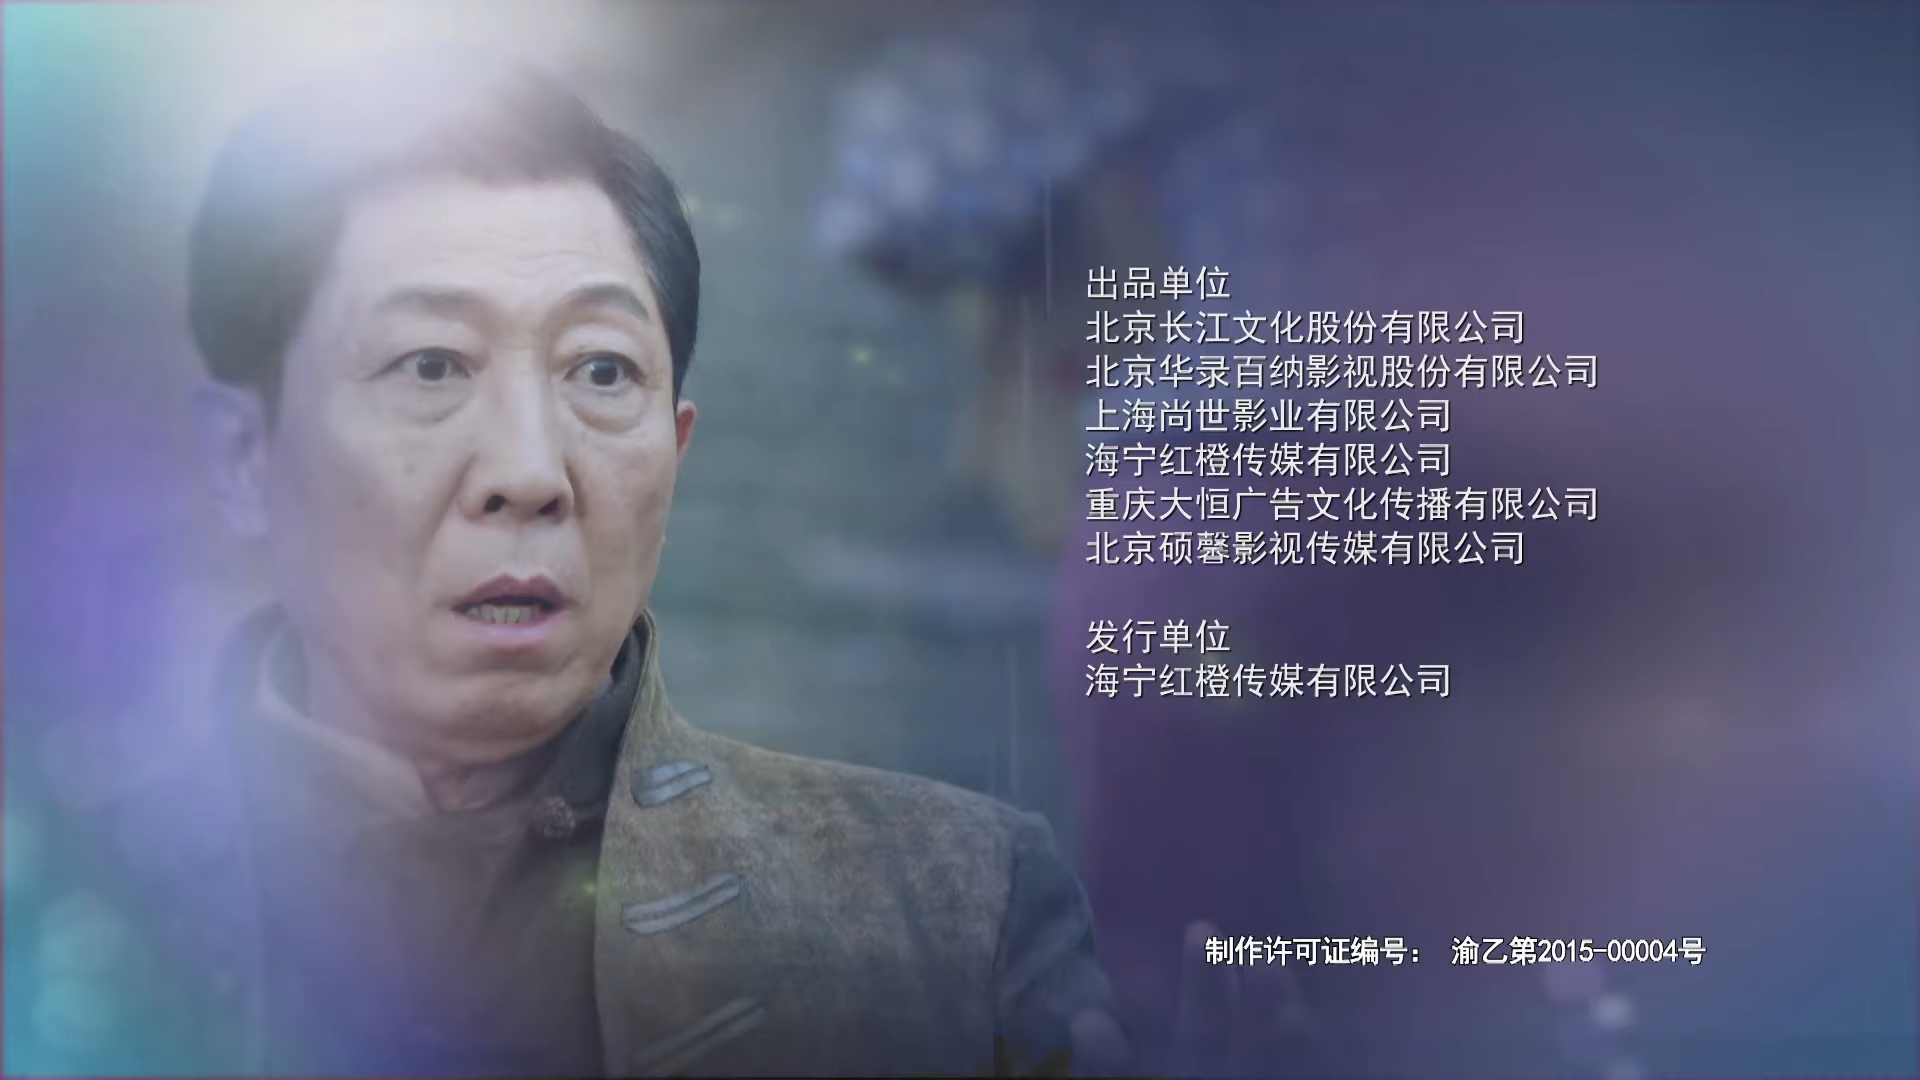 出品单位
北京长江文化股份有限公司
北京华录百纳影视股份有限公司
上海尚世影业有限公司
海宁红橙传媒有限公司
重庆大恒广告文化传播有限公司
北京硕馨影视传媒有限公司
发行单位
海宁红橙传媒有限公司
制作许可证编号： 渝乙第2015-00004号